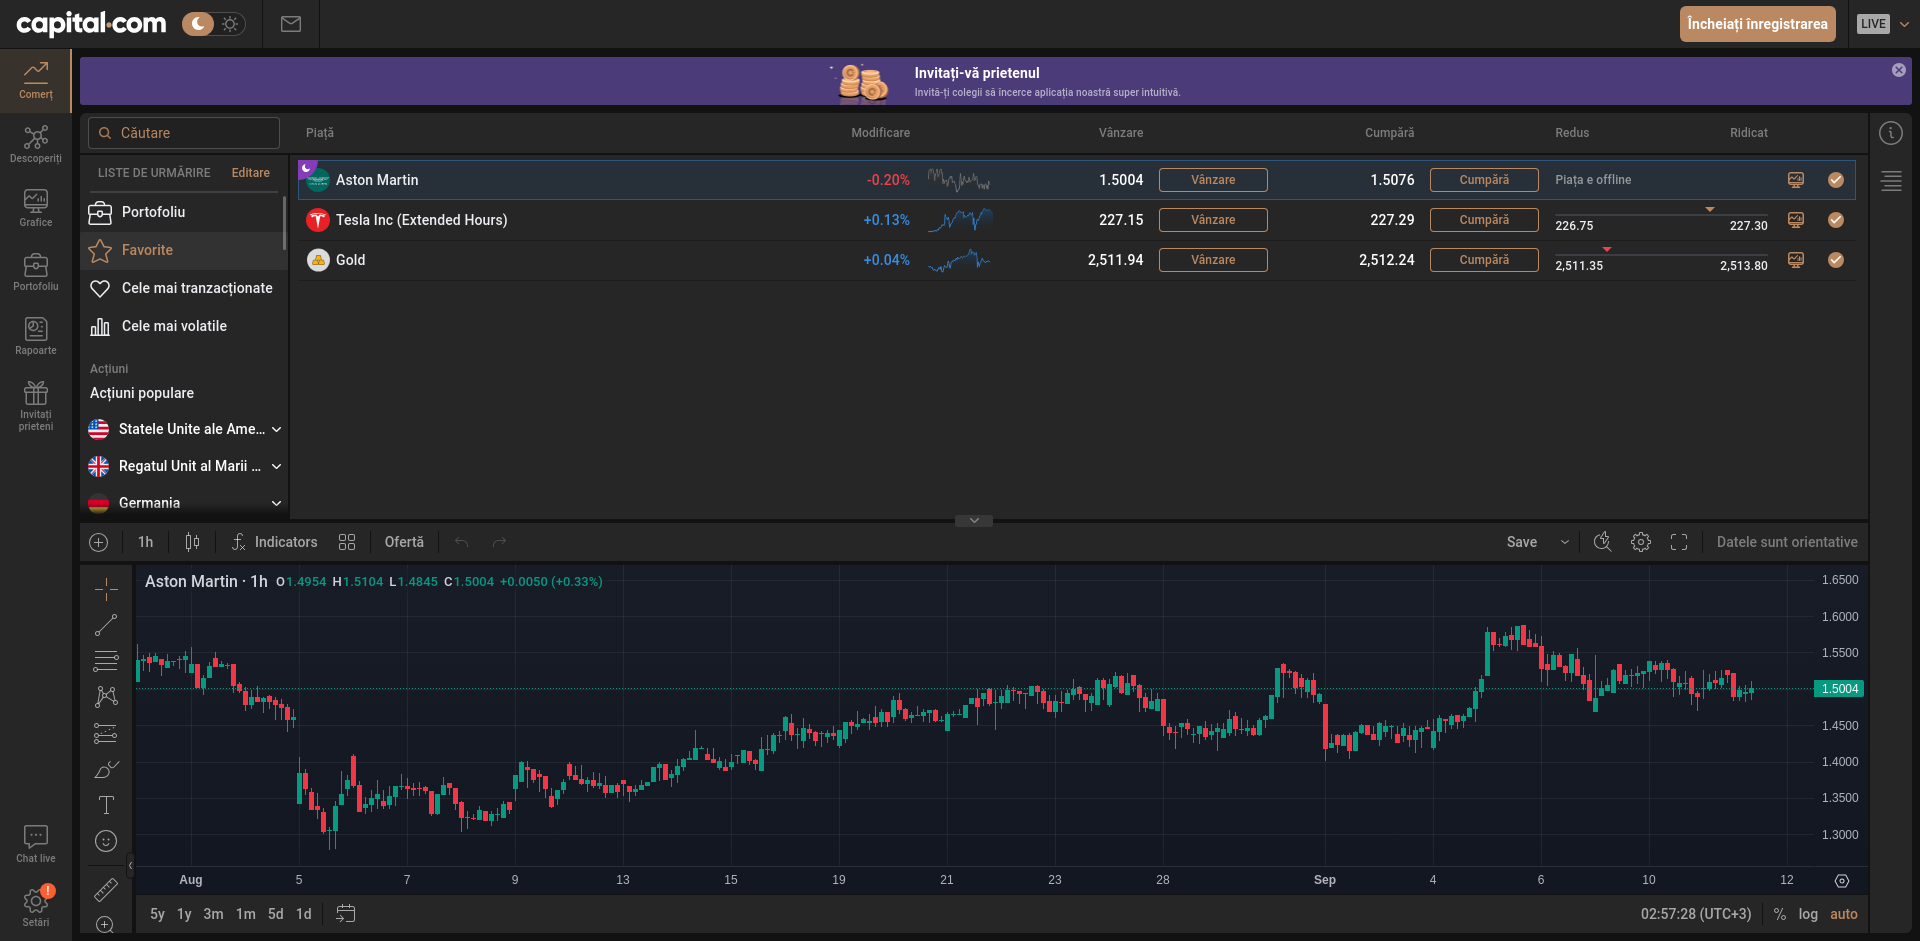 capital.com
Încheiați înregistrarea
LIVE
Invitați-vă prietenul
Invită-ți colegii să încerce aplicația noastră super intuitivă.
Comerț
Descoperiți
Grafice
Portofoliu
Rapoarte
Invitați
prieteni
Chat live
!
Setări
Căutare
Piață
Modificare
Vânzare
Cumpără
Redus
Ridicat
LISTE DE URMĂRIRE
Editare
Portofoliu
Favorite
Cele mai tranzacționate
Cele mai volatile
Acțiuni
Acțiuni populare
Statele Unite ale Ame...
Regatul Unit al Marii ...
Germania
Aston Martin
-0.20%
1.5004
Vânzare
1.5076
Cumpără
Piața e offline
Tesla Inc (Extended Hours)
+0.13%
227.15
Vânzare
227.29
Cumpără
226.75
227.30
Gold
+0.04%
2,511.94
Vânzare
2,512.24
Cumpără
2,511.35
2,513.80
1h
Indicators
Ofertă
Save
Datele sunt orientative
Aston Martin · 1h O1.4954 H1.5104 L1.4845 C1.5004 +0.0050 (+0.33%)
1.6500
1.6000
1.5500
1.5004
1.4500
1.4000
1.3500
1.3000
Aug 5 7 9 13 15 19 21 23 28 Sep 4 6 10 12
5y 1y 3m 1m 5d 1d
02:57:28 (UTC+3)
% log auto